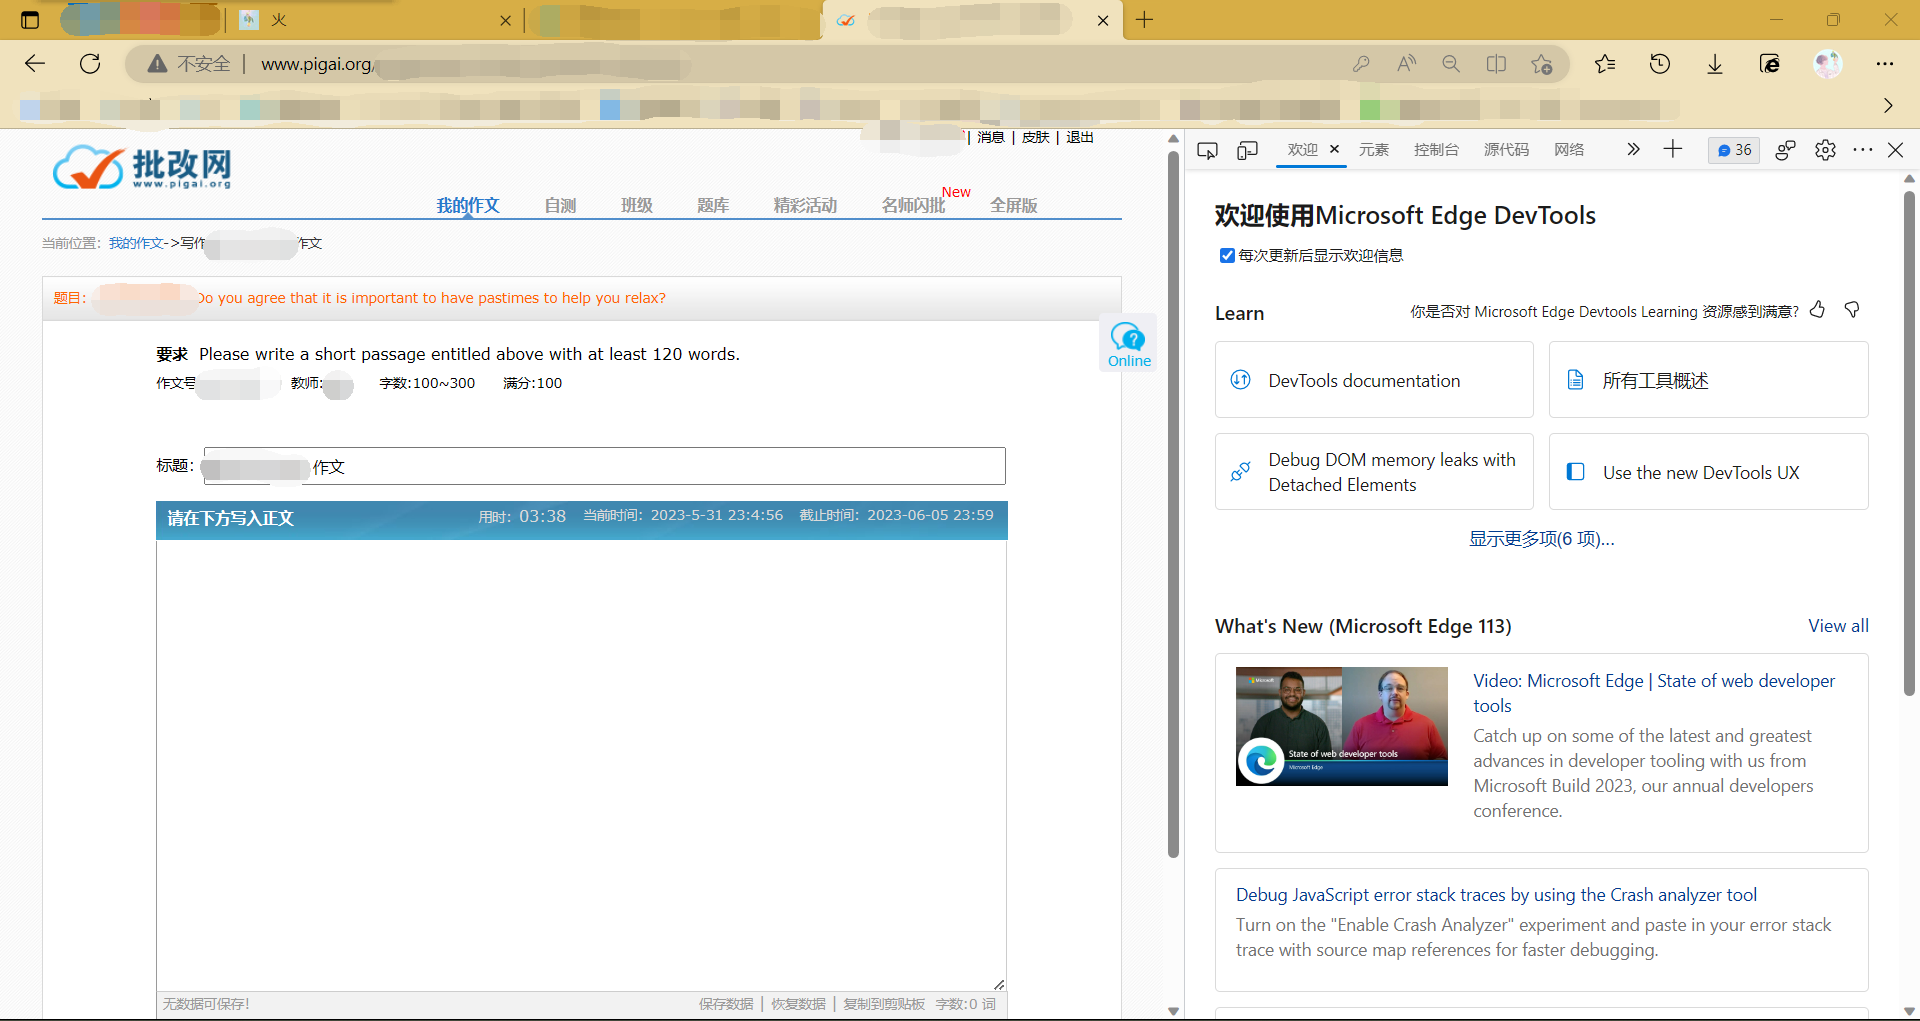 火
不安全 | www.pigai.org/
| 消息 | 皮肤 | 退出
批改网
www.pigai.org
我的作文 自测 班级 题库 精彩活动 名师闪批 New 全屏版
当前位置：我的作文->写作 作文
题目： Do you agree that it is important to have pastimes to help you relax?
要求 Please write a short passage entitled above with at least 120 words.
作文号 教师: 字数:100~300 满分:100
Online
标题： 作文
请在下方写入正文 用时：03:38 当前时间：2023-5-31 23:4:56 截止时间：2023-06-05 23:59
无数据可保存! 保存数据 | 恢复数据 | 复制到剪贴板 字数:0 词
欢迎 元素 控制台 源代码 网络 36
欢迎使用Microsoft Edge DevTools
每次更新后显示欢迎信息
Learn 你是否对 Microsoft Edge Devtools Learning 资源感到满意?
DevTools documentation
所有工具概述
Debug DOM memory leaks with
Detached Elements
Use the new DevTools UX
显示更多项(6 项)...
What's New (Microsoft Edge 113) View all
Microsoft
State of web developer tools
Microsoft Edge
Video: Microsoft Edge | State of web developer
tools
Catch up on some of the latest and greatest
advances in developer tooling with us from
Microsoft Build 2023, our annual developers
conference.
Debug JavaScript error stack traces by using the Crash analyzer tool
Turn on the "Enable Crash Analyzer" experiment and paste in your error stack
trace with source map references for faster debugging.